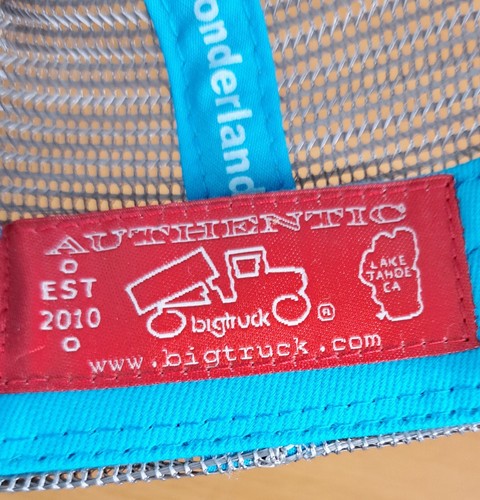 onderland
AUTHENTIC
EST
2010
bigtruck ®
LAKE
TAHOE
CA
www.bigtruck.com